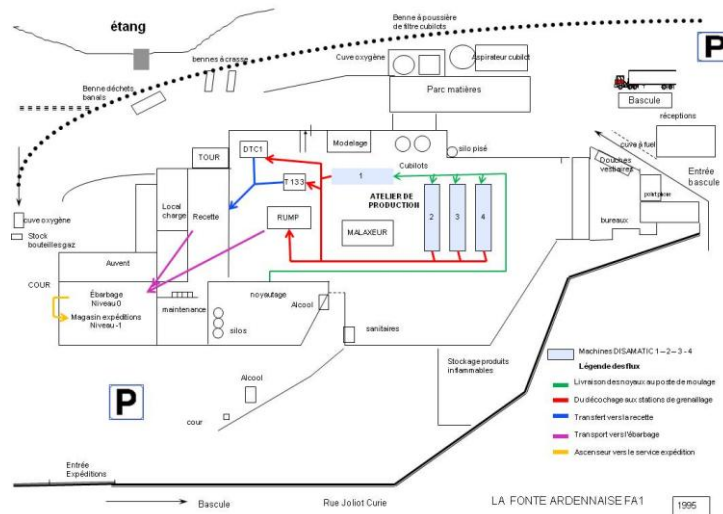 étang
Benne à poussière
de filtre cubilots
P
bennes à crasse
Cuve oxygène
Aspirateur cubilot
Benne déchets
banals
Parc matières
Bascule
réceptions
cuve à fuel
TOUR
DTC1
Modelage
silo pisé
Douches
vestiaires
Entrée
bascule
1
Cubilots
T133
Local
charge
Recette
ATELIER DE
PRODUCTION
RUMP
2
3
4
MALAXEUR
bureaux
cuve oxygène
Stock
bouteilles gaz
Auvent
COUR
Ébarbage
Niveau 0
Magasin expéditions
Niveau -1
maintenance
noyautage
Alcool
silos
sanitaires
Stockage produits
inflammables
Alcool
P
cour
Machines DISAMATIC 1 – 2 – 3 - 4
Légende des flux
Livraison des noyaux au poste de moulage
Du décochage aux stations de grenaillage
Transfert vers la recette
Transport vers l'ébarbage
Ascenseur vers le service expédition
Entrée
Expéditions
Bascule
Rue Joliot Curie
LA FONTE ARDENNAISE FA1
1995